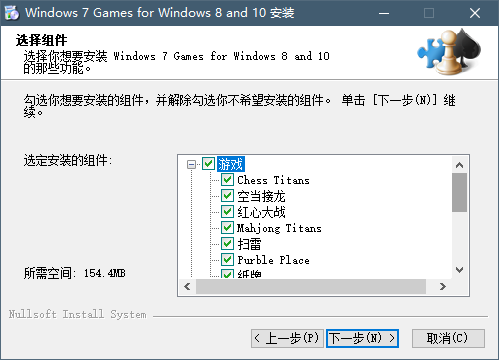 Windows 7 Games for Windows 8 and 10 安装
选择组件
选择你想要安装 Windows 7 Games for Windows 8 and 10
的那些功能。
勾选你想要安装的组件，并解除勾选你不希望安装的组件。 单击 [下一步(N)] 继
续。
选定安装的组件:
游戏
Chess Titans
空当接龙
红心大战
Mahjong Titans
扫雷
Purble Place
纸牌
所需空间: 154.4MB
Nullsoft Install System
< 上一步(P)
下一步(N) >
取消(C)